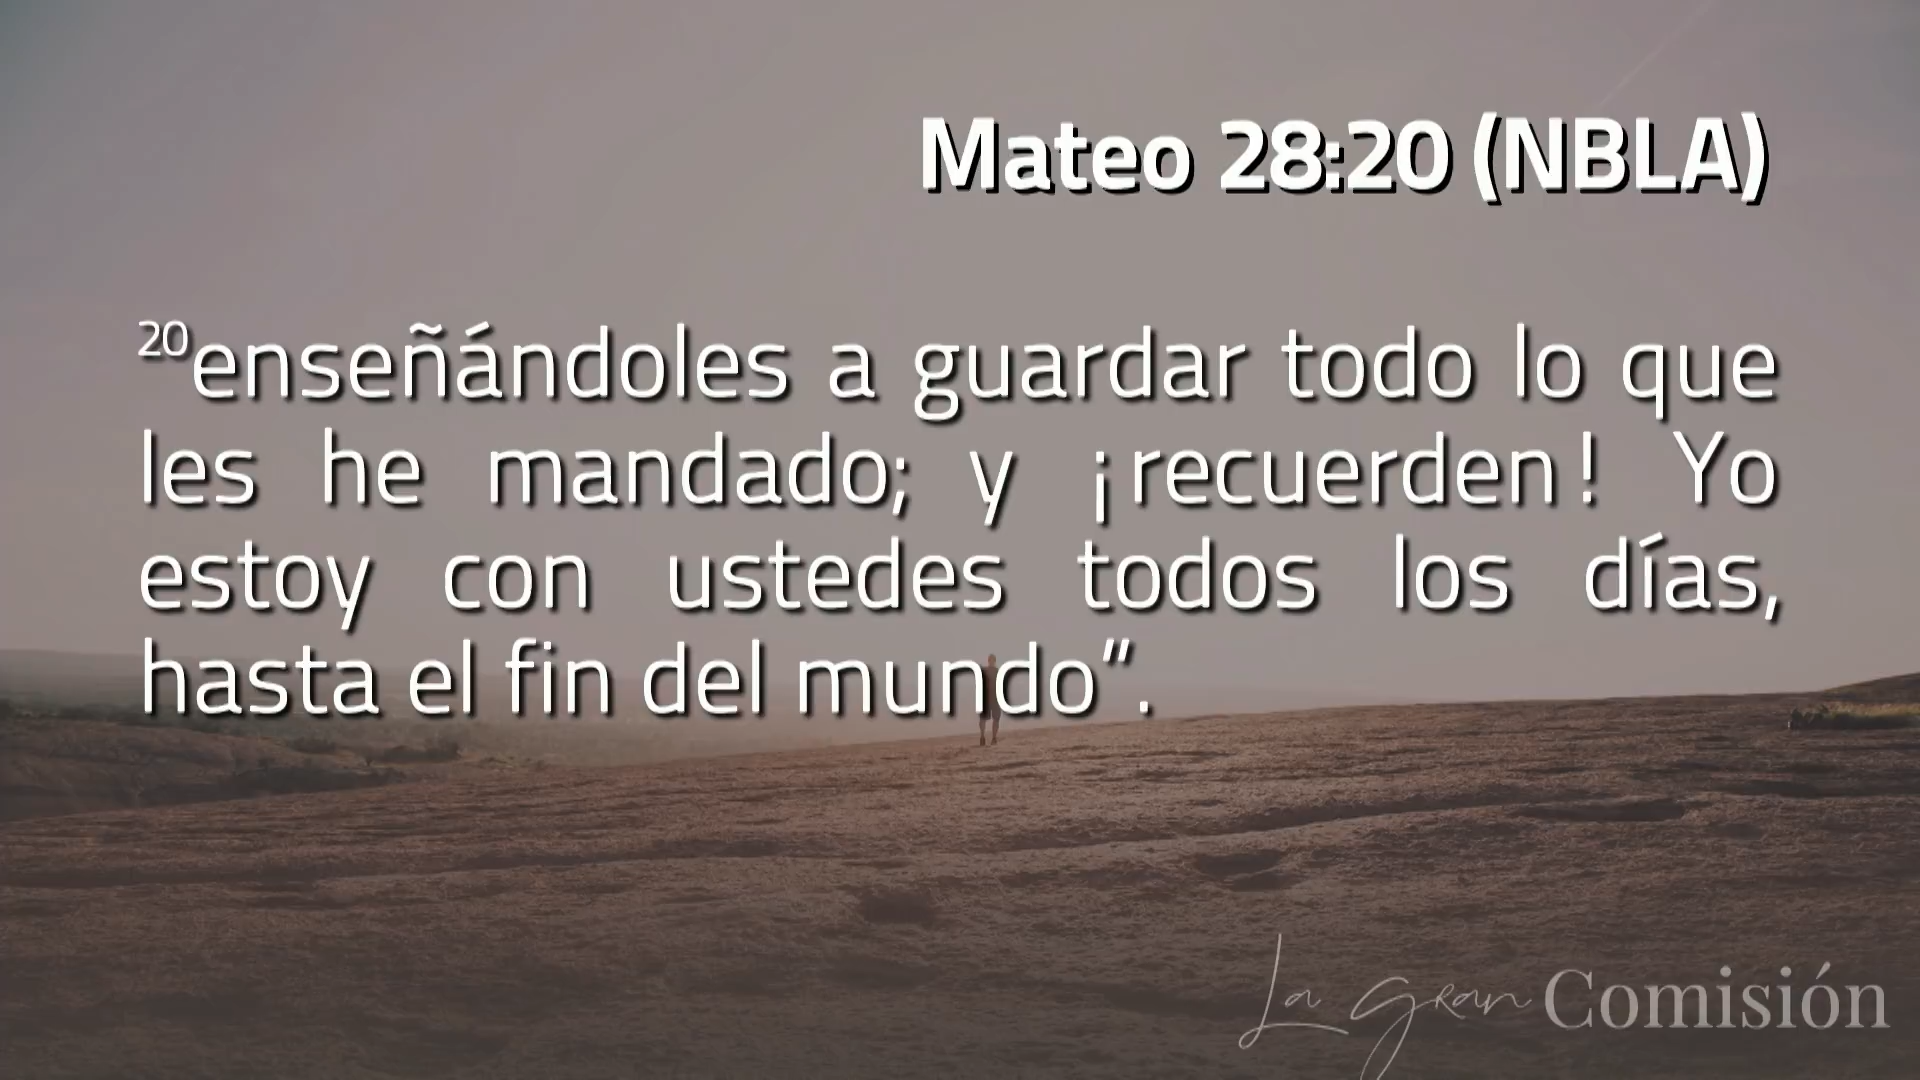 Mateo 28:20 (NBLA)
20enseñándoles a guardar todo lo que
les he mandado; y ¡recuerden! Yo
estoy con ustedes todos los días,
hasta el fin del mundo”.
La gran Comisión